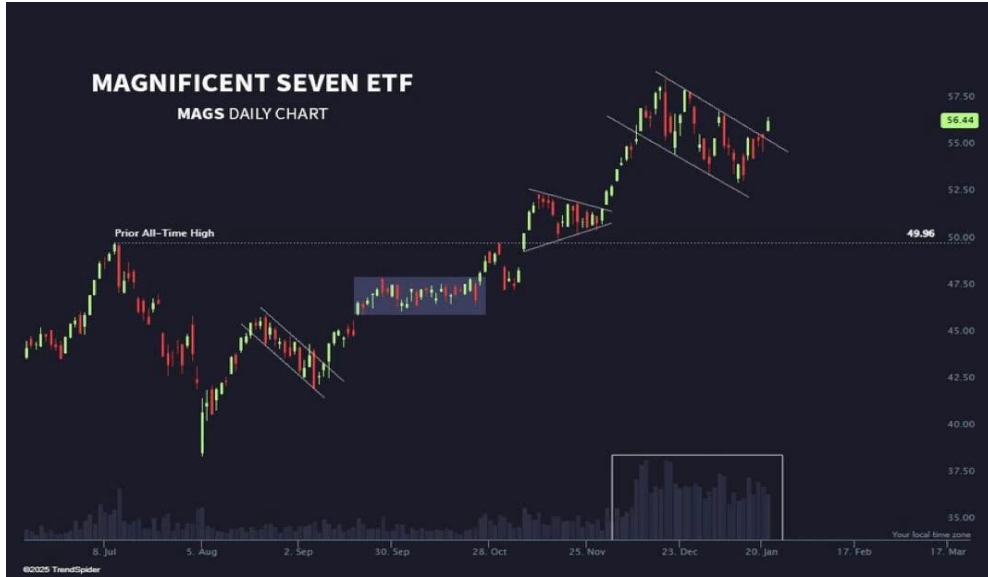 MAGNIFICENT SEVEN ETF
MAGS DAILY CHART
57.50
56.44
55.00
52.50
Prior All-Time High
49.96
50.00
47.50
45.00
42.50
40.00
37.50
35.00
Your local time zone
8. Jul
5. Aug
2. Sep
30. Sep
28. Oct
25. Nov
23. Dec
20. Jan
17. Feb
17. Mar
©2025 TrendSpider